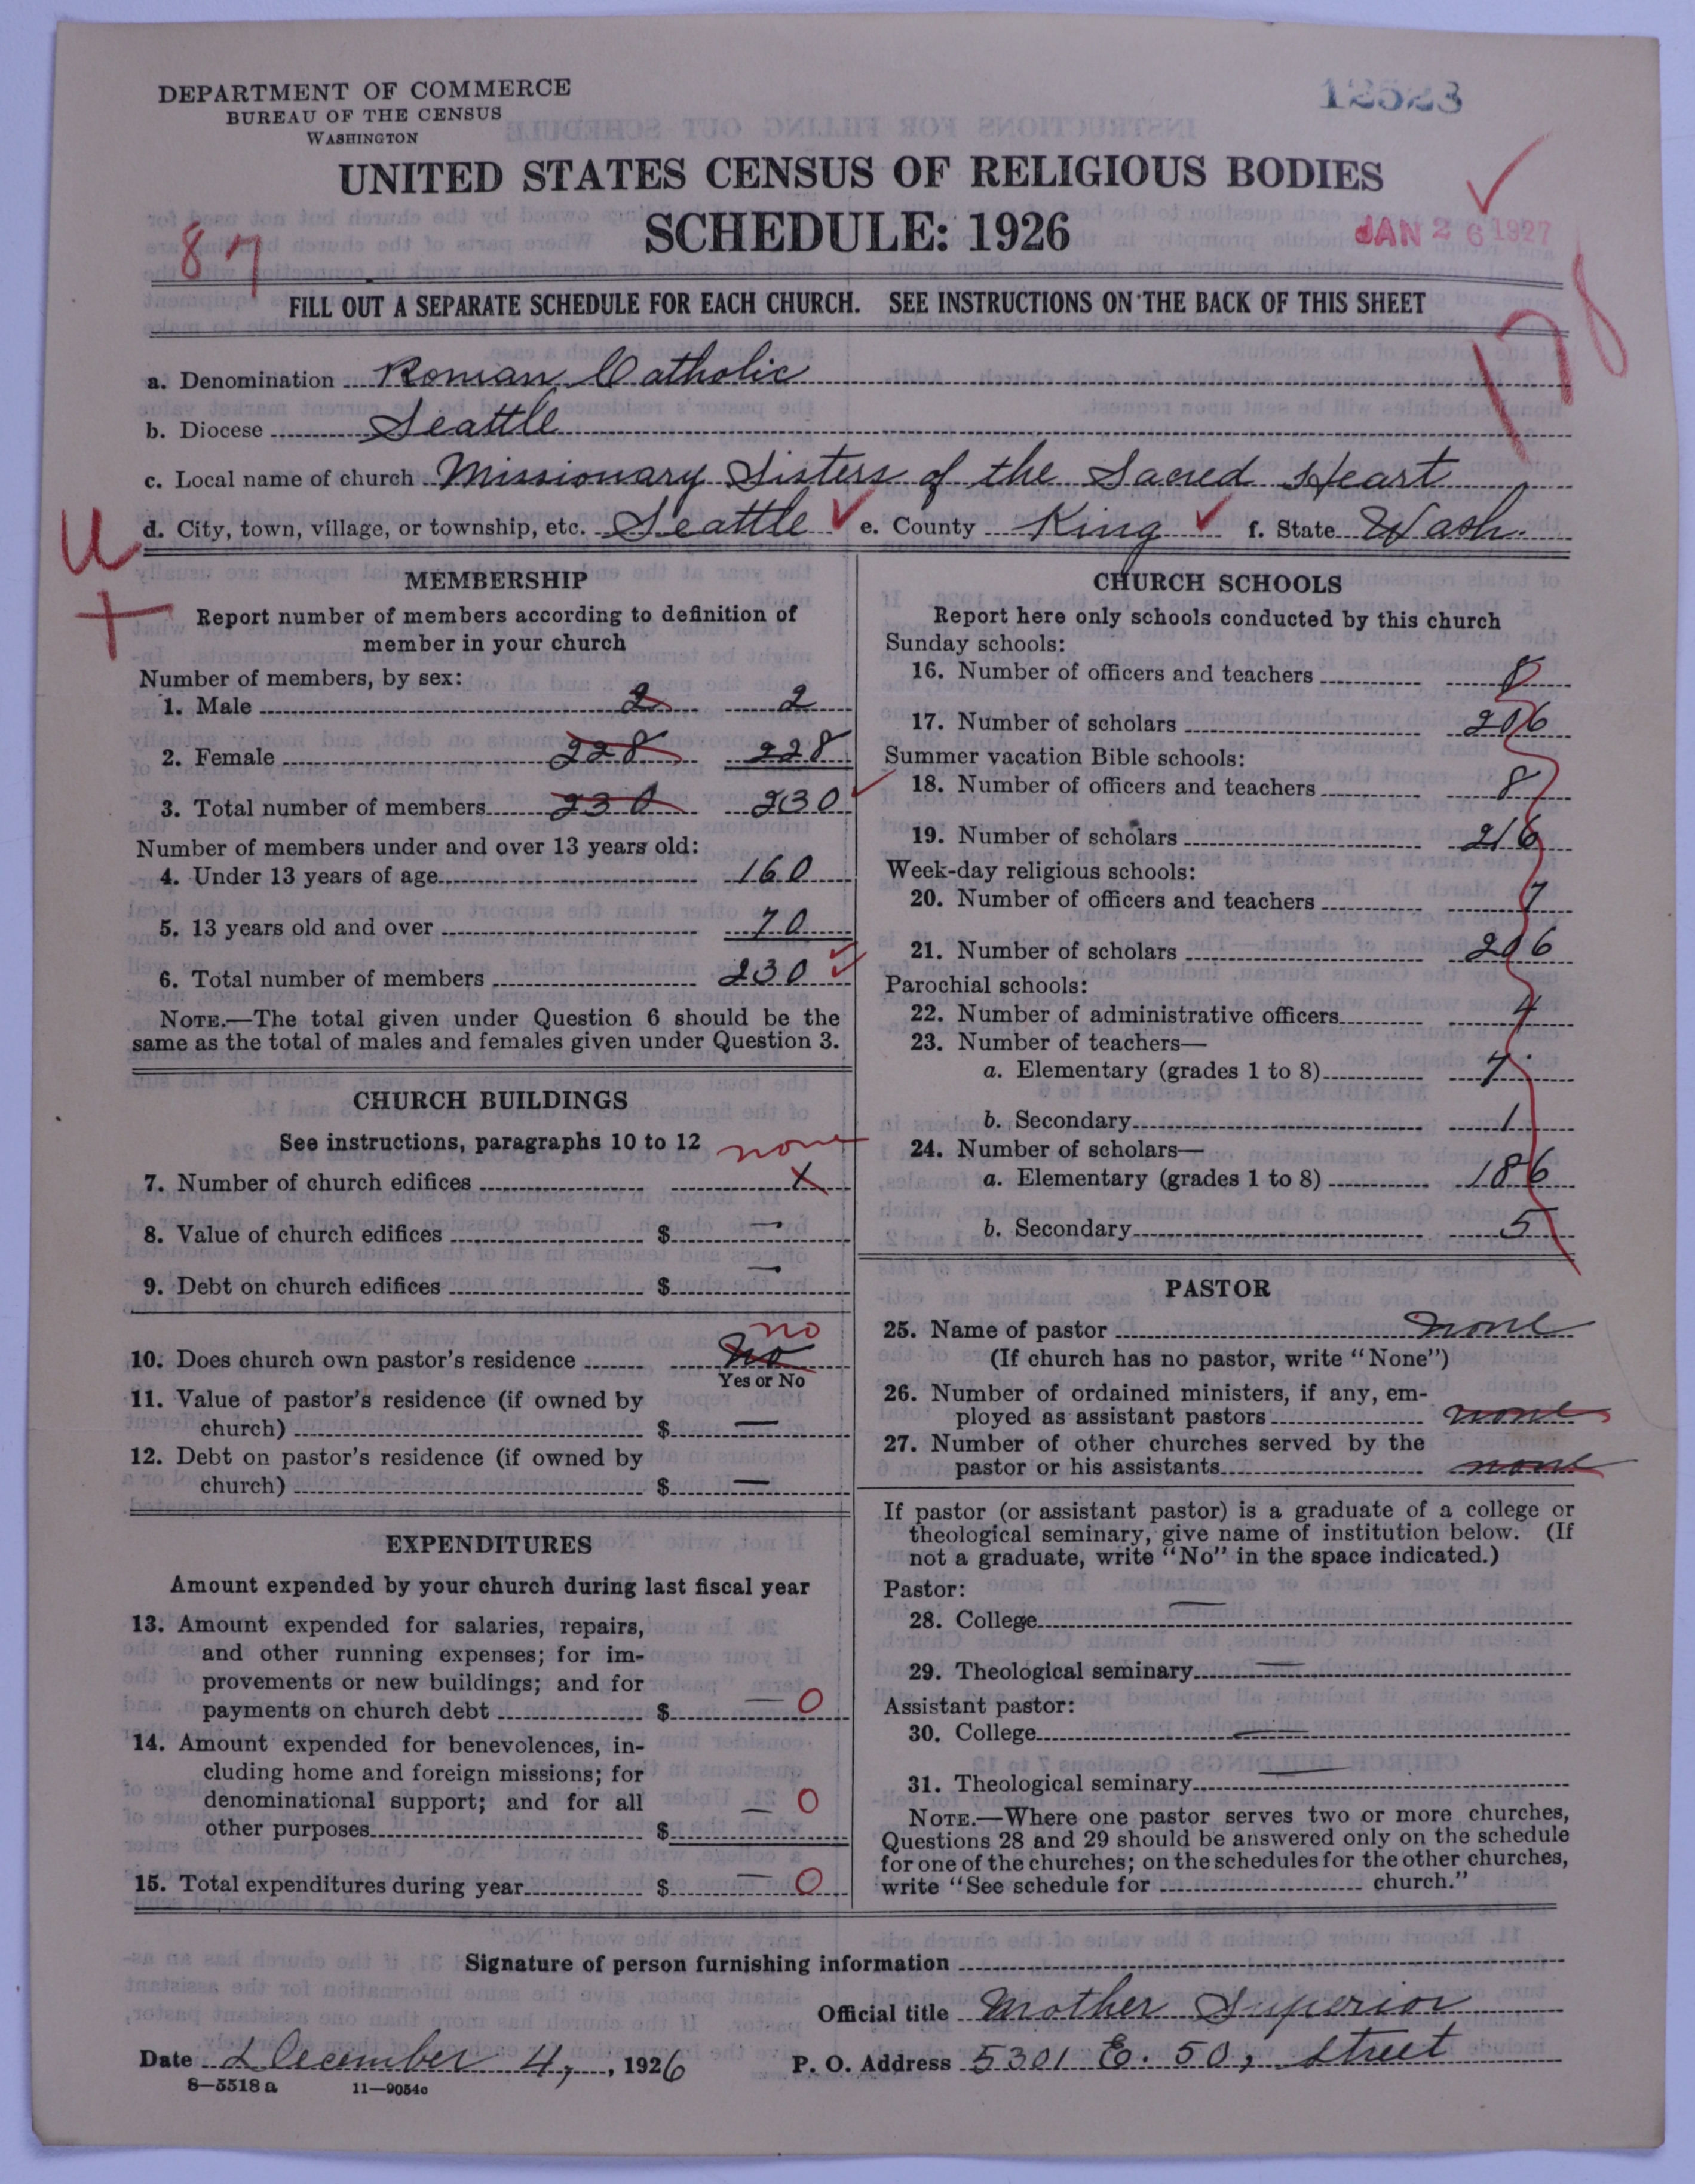 DEPARTMENT OF COMMERCE
BUREAU OF THE CENSUS
WASHINGTON
12523
UNITED STATES CENSUS OF RELIGIOUS BODIES
SCHEDULE: 1926
87
JAN 26 1927
178
FILL OUT A SEPARATE SCHEDULE FOR EACH CHURCH. SEE INSTRUCTIONS ON THE BACK OF THIS SHEET
a. Denomination Roman Catholic
b. Diocese Seattle
c. Local name of church Missionary Sisters of the Sacred Heart
d. City, town, village, or township, etc. Seattle e. County King f. State Wash.
U
+
MEMBERSHIP
Report number of members according to definition of
member in your church
Number of members, by sex:
1. Male 2 2
2. Female 228 228
3. Total number of members 230 230
Number of members under and over 13 years old:
4. Under 13 years of age 160
5. 13 years old and over 70
6. Total number of members 230
NOTE.—The total given under Question 6 should be the
same as the total of males and females given under Question 3.
CHURCH BUILDINGS
See instructions, paragraphs 10 to 12 none
7. Number of church edifices X
8. Value of church edifices $ —
9. Debt on church edifices $ —
no
10. Does church own pastor's residence No
Yes or No
11. Value of pastor's residence (if owned by
church) $ —
12. Debt on pastor's residence (if owned by
church) $ —
EXPENDITURES
Amount expended by your church during last fiscal year
13. Amount expended for salaries, repairs,
and other running expenses; for im-
provements or new buildings; and for
payments on church debt $ — 0
14. Amount expended for benevolences, in-
cluding home and foreign missions; for
denominational support; and for all
other purposes $ — 0
15. Total expenditures during year $ — 0
CHURCH SCHOOLS
Report here only schools conducted by this church
Sunday schools:
16. Number of officers and teachers 8
17. Number of scholars 206
Summer vacation Bible schools:
18. Number of officers and teachers 8
19. Number of scholars 216
Week-day religious schools:
20. Number of officers and teachers 7
21. Number of scholars 206
Parochial schools:
22. Number of administrative officers 4
23. Number of teachers—
a. Elementary (grades 1 to 8) 7
b. Secondary 1
24. Number of scholars—
a. Elementary (grades 1 to 8) 186
b. Secondary 5
PASTOR
25. Name of pastor none
(If church has no pastor, write "None")
26. Number of ordained ministers, if any, em-
ployed as assistant pastors none
27. Number of other churches served by the
pastor or his assistants none
If pastor (or assistant pastor) is a graduate of a college or
theological seminary, give name of institution below. (If
not a graduate, write "No" in the space indicated.)
Pastor:
28. College —
29. Theological seminary —
Assistant pastor:
30. College —
31. Theological seminary —
NOTE.—Where one pastor serves two or more churches,
Questions 28 and 29 should be answered only on the schedule
for one of the churches; on the schedules for the other churches,
write "See schedule for church."
Signature of person furnishing information
Official title Mother Superior
Date December 4, 1926 P. O. Address 5301 E. 50, Street
8—5518 a 11—9054c